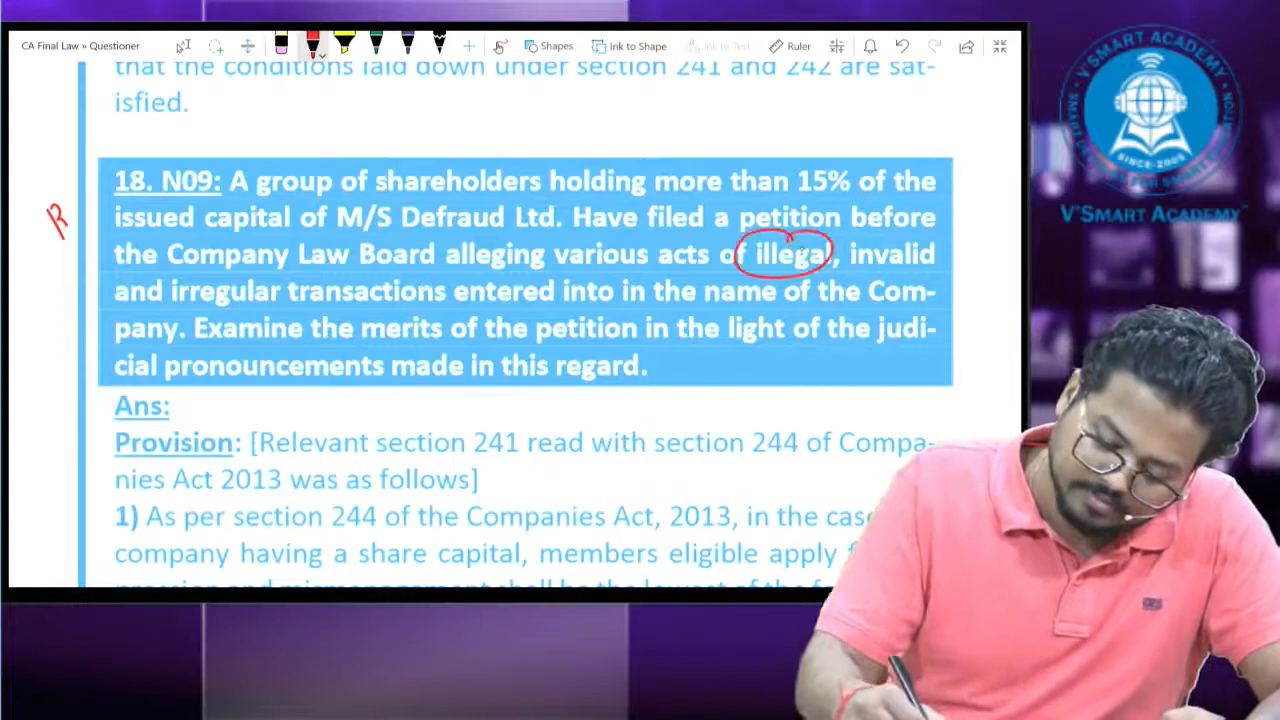 CA Final Law » Questioner
Shapes
Ink to Shape
Ink to Text
Ruler
that the conditions laid down under section 241 and 242 are sat-
isfied.
18. N09: A group of shareholders holding more than 15% of the
issued capital of M/S Defraud Ltd. Have filed a petition before
the Company Law Board alleging various acts of illegal, invalid
and irregular transactions entered into in the name of the Com-
pany. Examine the merits of the petition in the light of the judi-
cial pronouncements made in this regard.
Ans:
Provision: [Relevant section 241 read with section 244 of Compa-
nies Act 2013 was as follows]
1) As per section 244 of the Companies Act, 2013, in the case
company having a share capital, members eligible apply
V'SMART ACADEMY
SINCE-2005
V'SMART ACADEMY